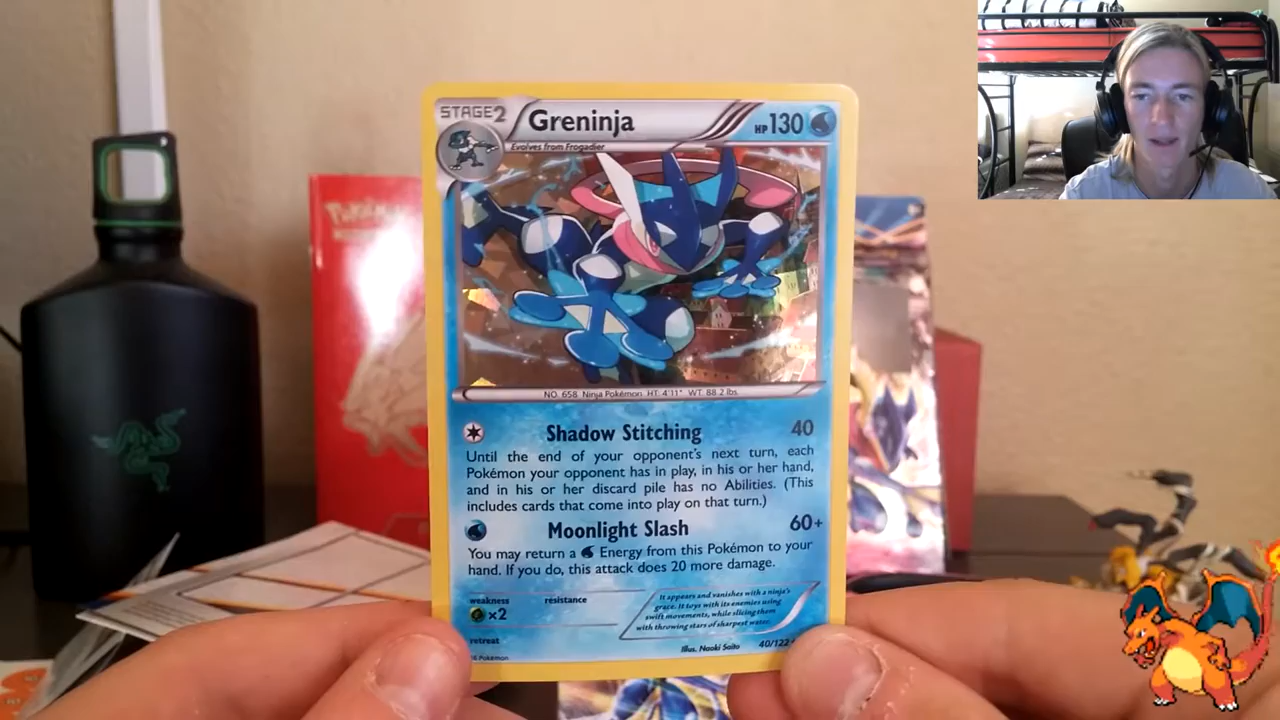 STAGE2
Greninja
HP130
Evolves from Frogadier
NO. 658 Ninja Pokémon HT: 4'11" WT: 88.2 lbs.
Shadow Stitching 40
Until the end of your opponent's next turn, each
Pokémon your opponent has in play, in his or her hand,
and in his or her discard pile has no Abilities. (This
includes cards that come into play on that turn.)
Moonlight Slash 60+
You may return a Energy from this Pokémon to your
hand. If you do, this attack does 20 more damage.
weakness resistance
×2
retreat
It appears and vanishes with a ninja's
grace. It toys with its enemies using
swift movements, while slicing them
with throwing stars of sharpest water.
Illus. Naoki Saito 40/122
Pokémon
Pokémon